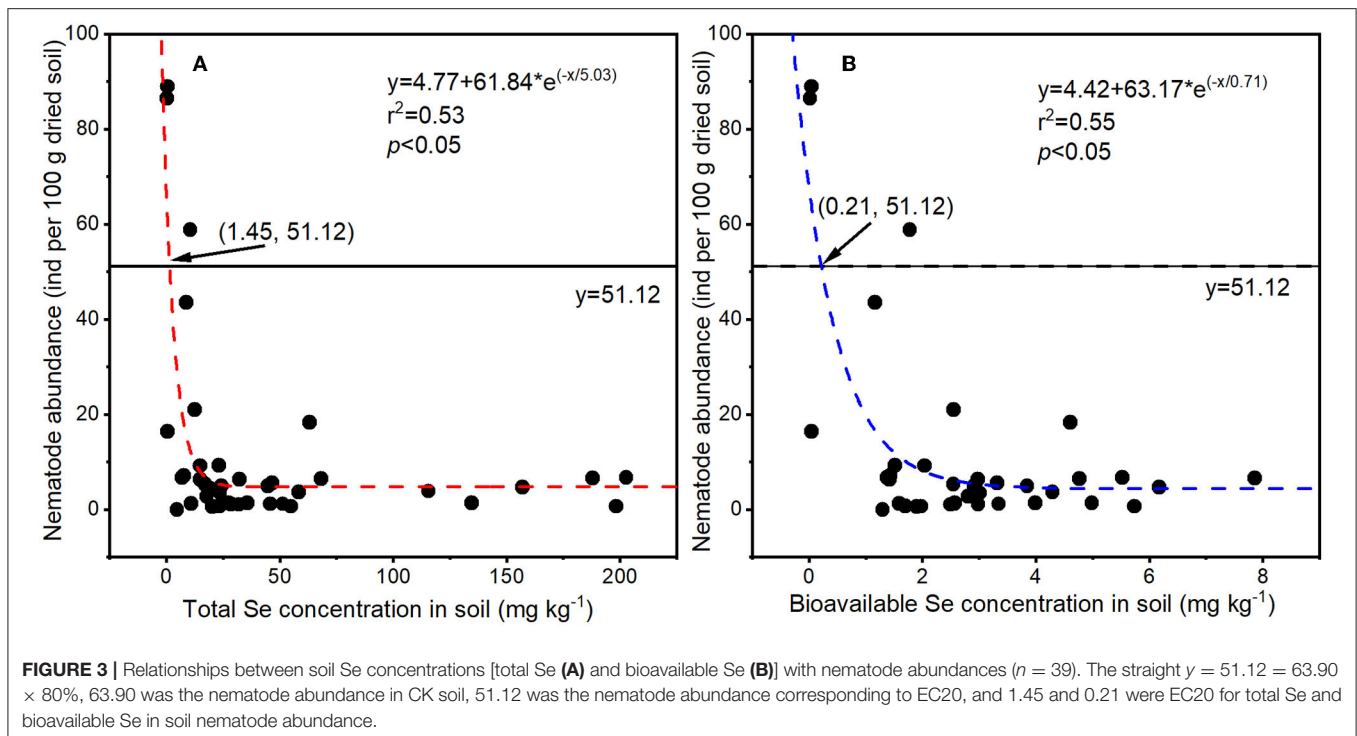 A
y=4.77+61.84*e(-x/5.03)
r2=0.53
p<0.05
(1.45, 51.12)
y=51.12
100
80
60
40
20
0
Nematode abundance (ind per 100 g dried soil)
0 50 100 150 200
Total Se concentration in soil (mg kg-1)
B
y=4.42+63.17*e(-x/0.71)
r2=0.55
p<0.05
(0.21, 51.12)
y=51.12
100
80
60
40
20
0
Nematode abundance (ind per 100 g dried soil)
0 2 4 6 8
Bioavailable Se concentration in soil (mg kg-1)
FIGURE 3 | Relationships between soil Se concentrations [total Se (A) and bioavailable Se (B)] with nematode abundances (n = 39). The straight y = 51.12 = 63.90
× 80%, 63.90 was the nematode abundance in CK soil, 51.12 was the nematode abundance corresponding to EC20, and 1.45 and 0.21 were EC20 for total Se and
bioavailable Se in soil nematode abundance.